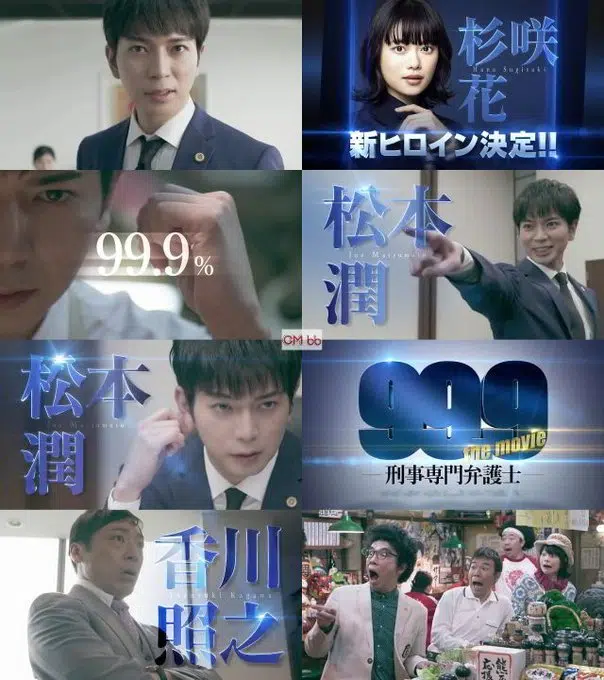 杉咲
花
Hana Sugisaki
新ヒロイン決定!!
99.9%
松本
潤
Jun Matsumoto
CM bb
松本
潤
Jun Matsumoto
99.9
the movie
刑事専門弁護士
香川
照之
Teruyuki Kagawa
熊の